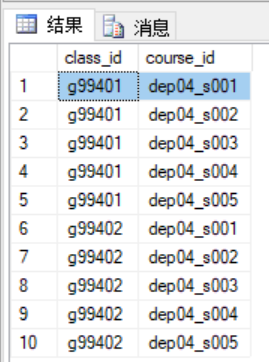 结果 消息
class_id course_id
1 g99401 dep04_s001
2 g99401 dep04_s002
3 g99401 dep04_s003
4 g99401 dep04_s004
5 g99401 dep04_s005
6 g99402 dep04_s001
7 g99402 dep04_s002
8 g99402 dep04_s003
9 g99402 dep04_s004
10 g99402 dep04_s005